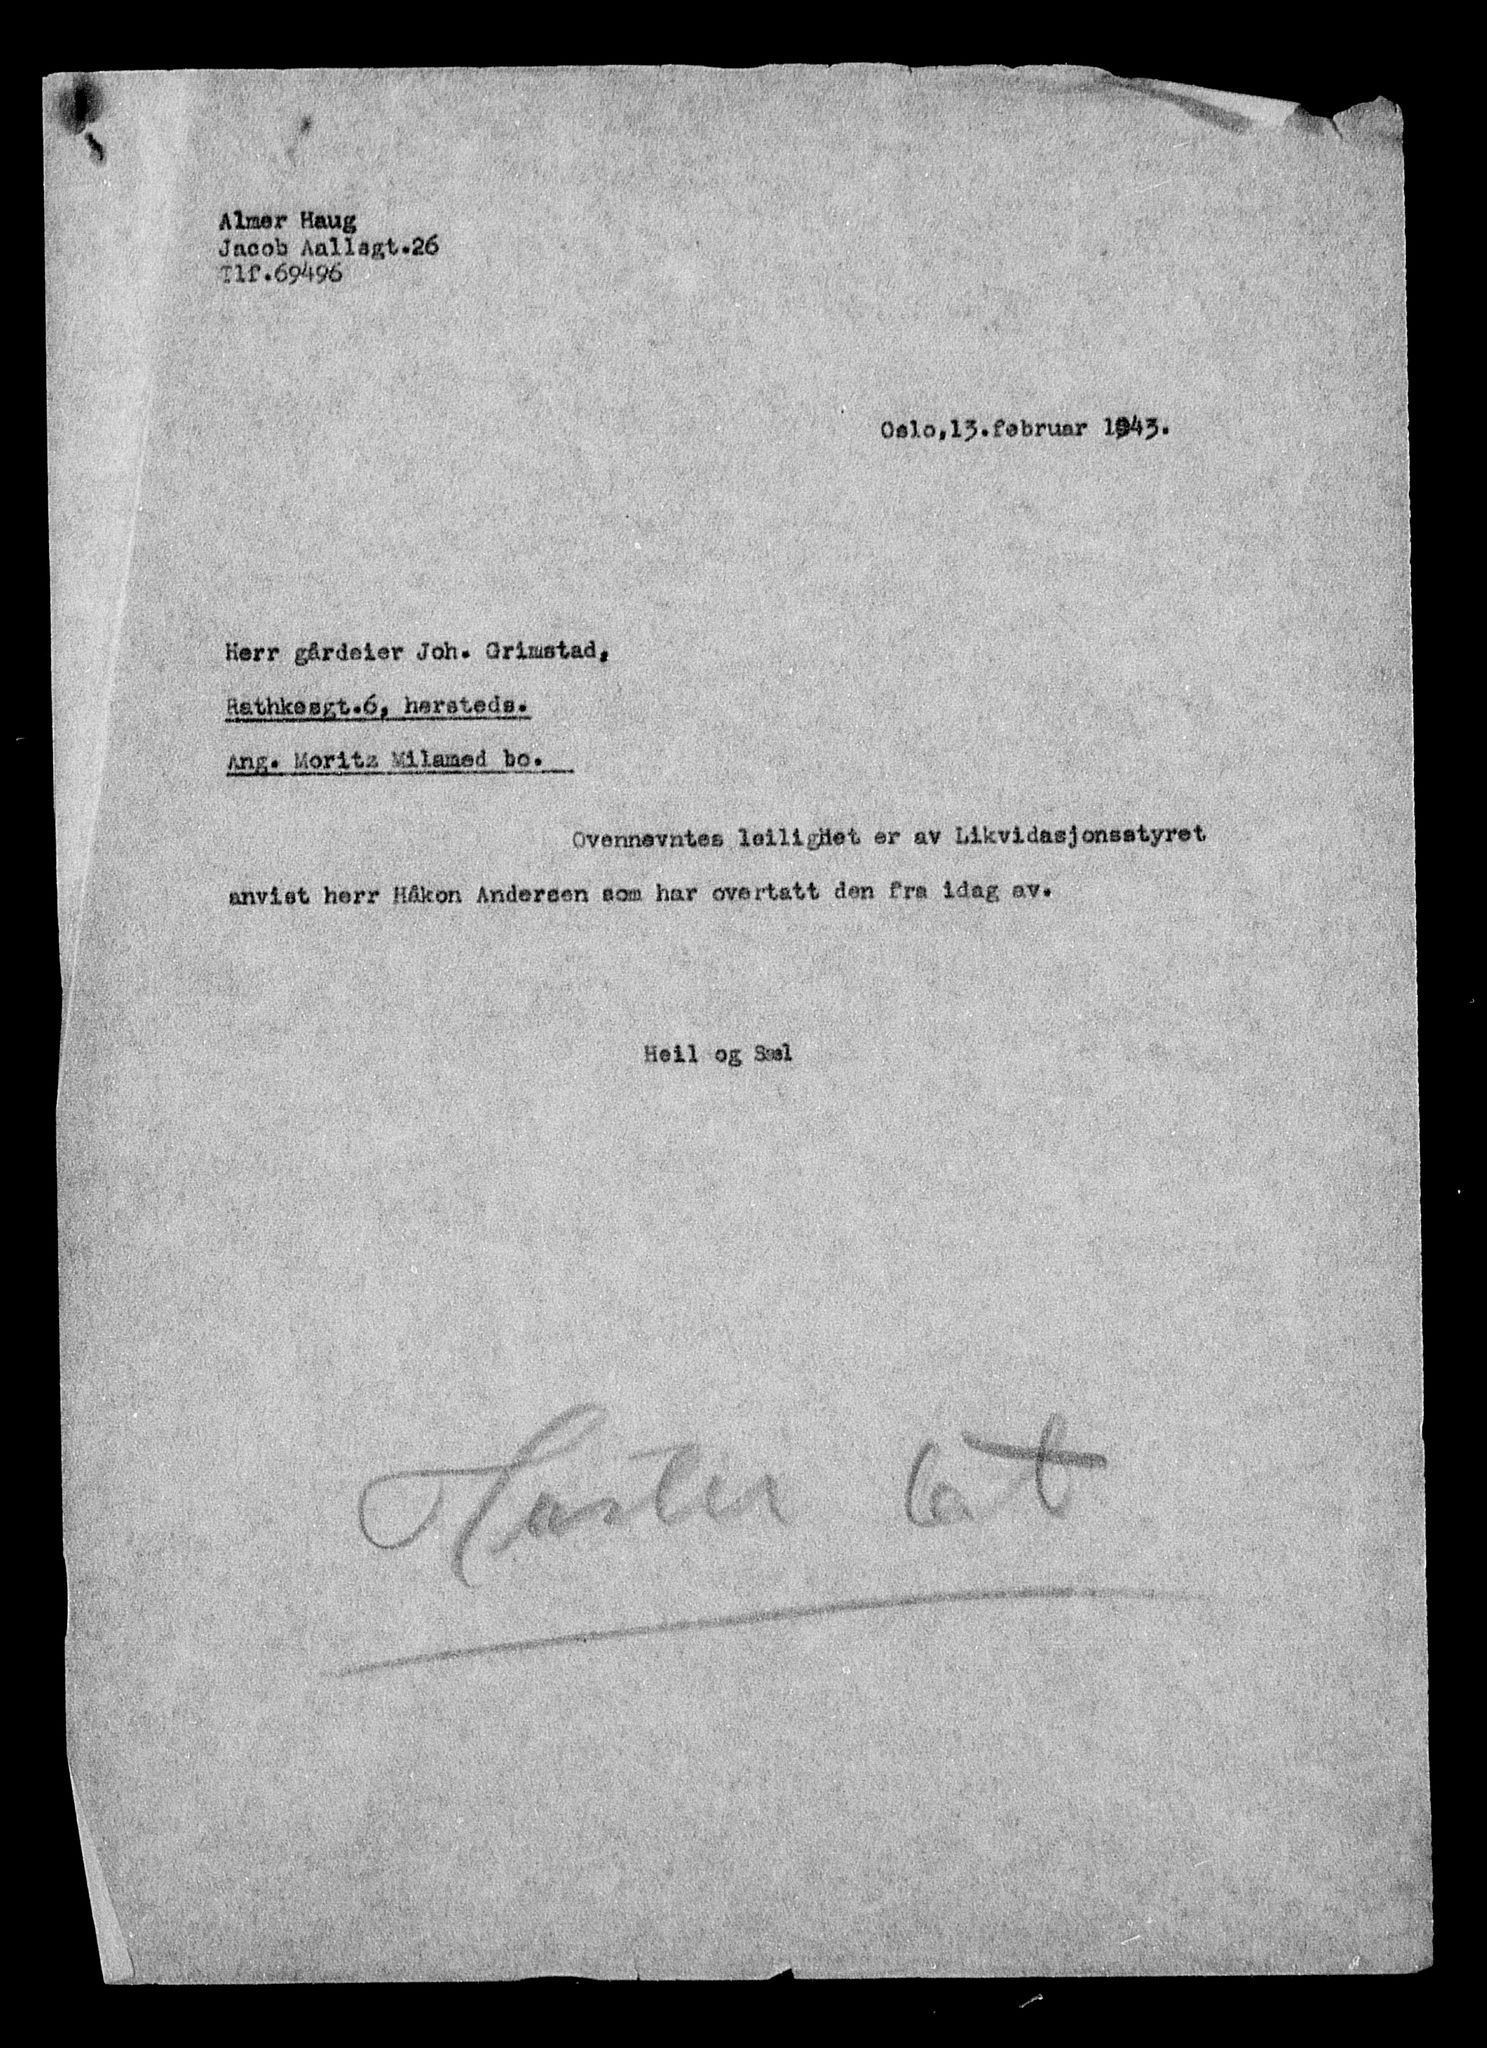 Almer Haug
Jacob Aallsgt.26
Tlf.69496
Oslo,13.februar 1943.
Herr gårdeier Joh. Grimstad,
Rathkesgt.6, hersteds.
Ang. Moritz Milamed bo.
Ovennevntes leilighet er av Likvidasjonsstyret
anvist herr Håkon Andersen som har overtatt den fra idag av.
Heil og Sæl